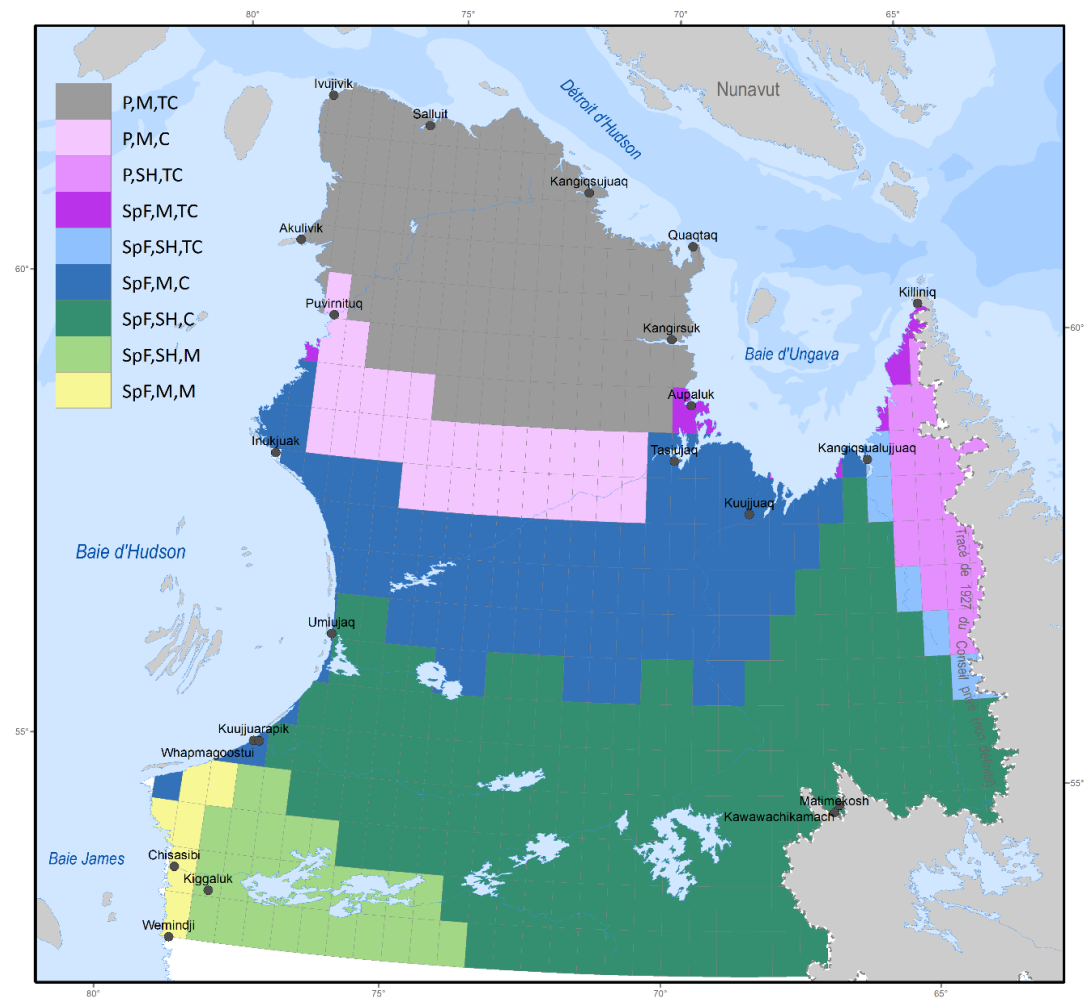 80°
75°
70°
65°
Nunavut
Détroit d'Hudson
Ivujivik
Salluit
P,M,TC
P,M,C
P,SH,TC
SpF,M,TC
SpF,SH,TC
SpF,M,C
SpF,SH,C
SpF,SH,M
SpF,M,M
Kangiqsujuaq
Akulivik
Quaqtaq
60°
Killiniq
Puvirnituq
Kangirsuk
60°
Baie d'Ungava
Aupaluk
Inukjuak
Tasiujaq
Kangiqsualujjuaq
Kuujjuaq
Baie d'Hudson
Tracé de 1927 du Conseil privé (non définitif)
Umiujaq
55°
Kuujjuarapik
Whapmagoostui
55°
Matimekosh
Kawawachikamach
Baie James
Chisasibi
Kiggaluk
Wemindji
80°
75°
70°
65°